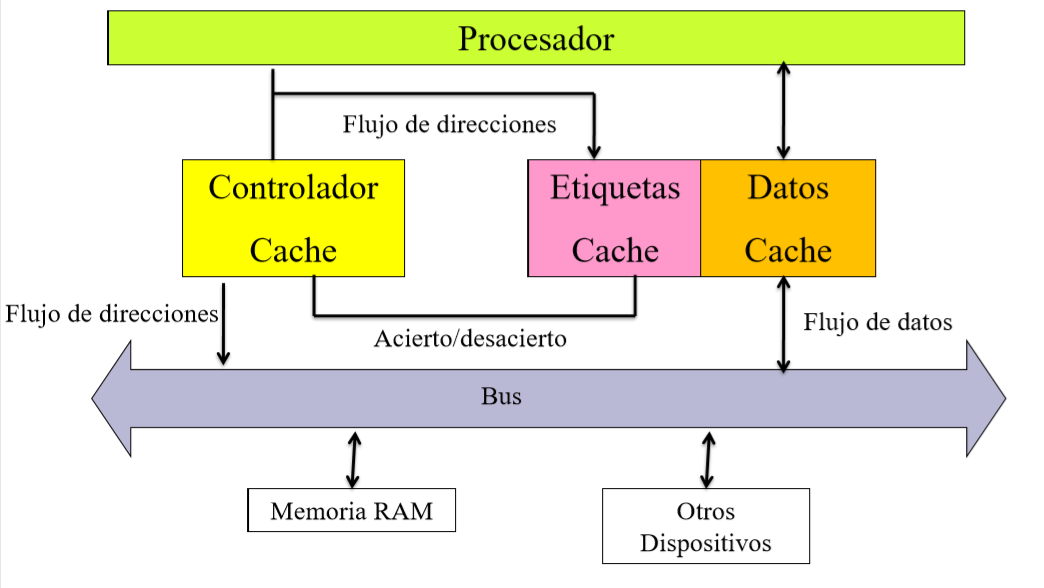 Procesador
Flujo de direcciones
Controlador
Cache
Etiquetas
Cache
Datos
Cache
Flujo de direcciones
Acierto/desacierto
Flujo de datos
Bus
Memoria RAM
Otros
Dispositivos